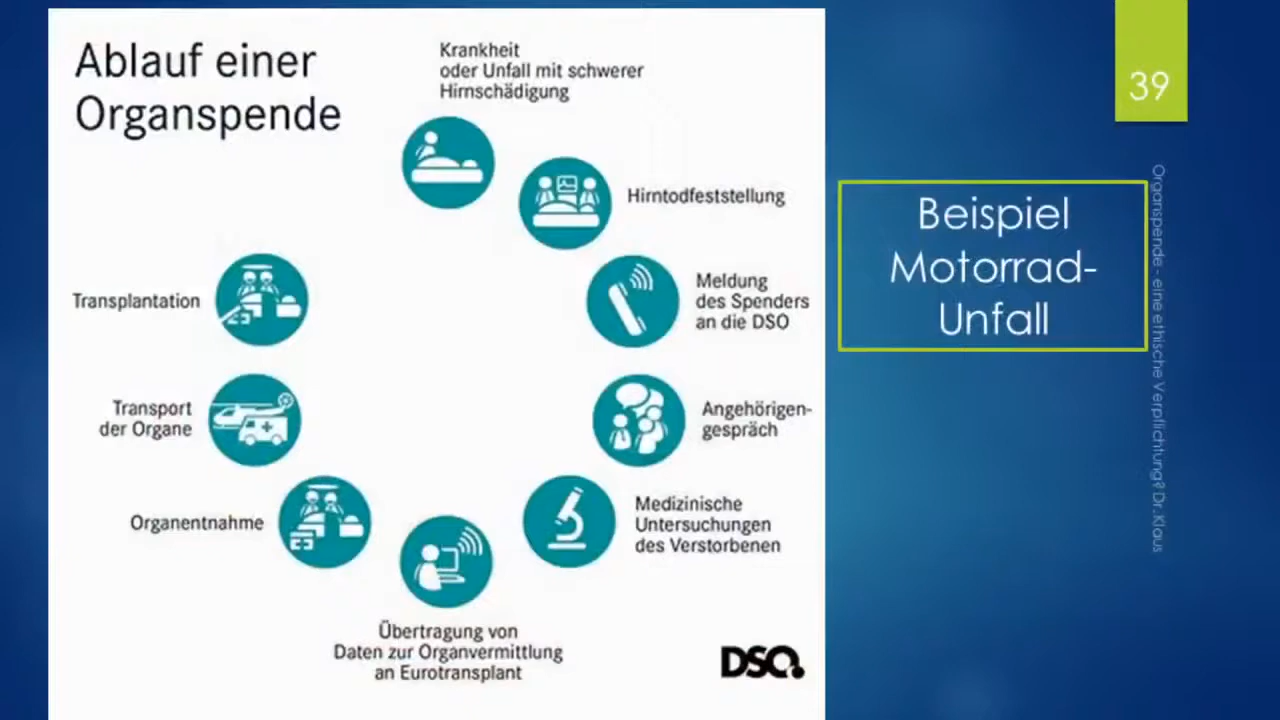 Ablauf einer
Organspende
Krankheit
oder Unfall mit schwerer
Hirnschädigung
Hirntodfeststellung
Meldung
des Spenders
an die DSO
Angehörigen-
gespräch
Medizinische
Untersuchungen
des Verstorbenen
Übertragung von
Daten zur Organvermittlung
an Eurotransplant
Organentnahme
Transport
der Organe
Transplantation
DSO.
39
Beispiel
Motorrad-
Unfall
Organspende - eine ethische Verpflichtung? Dr.Klaus